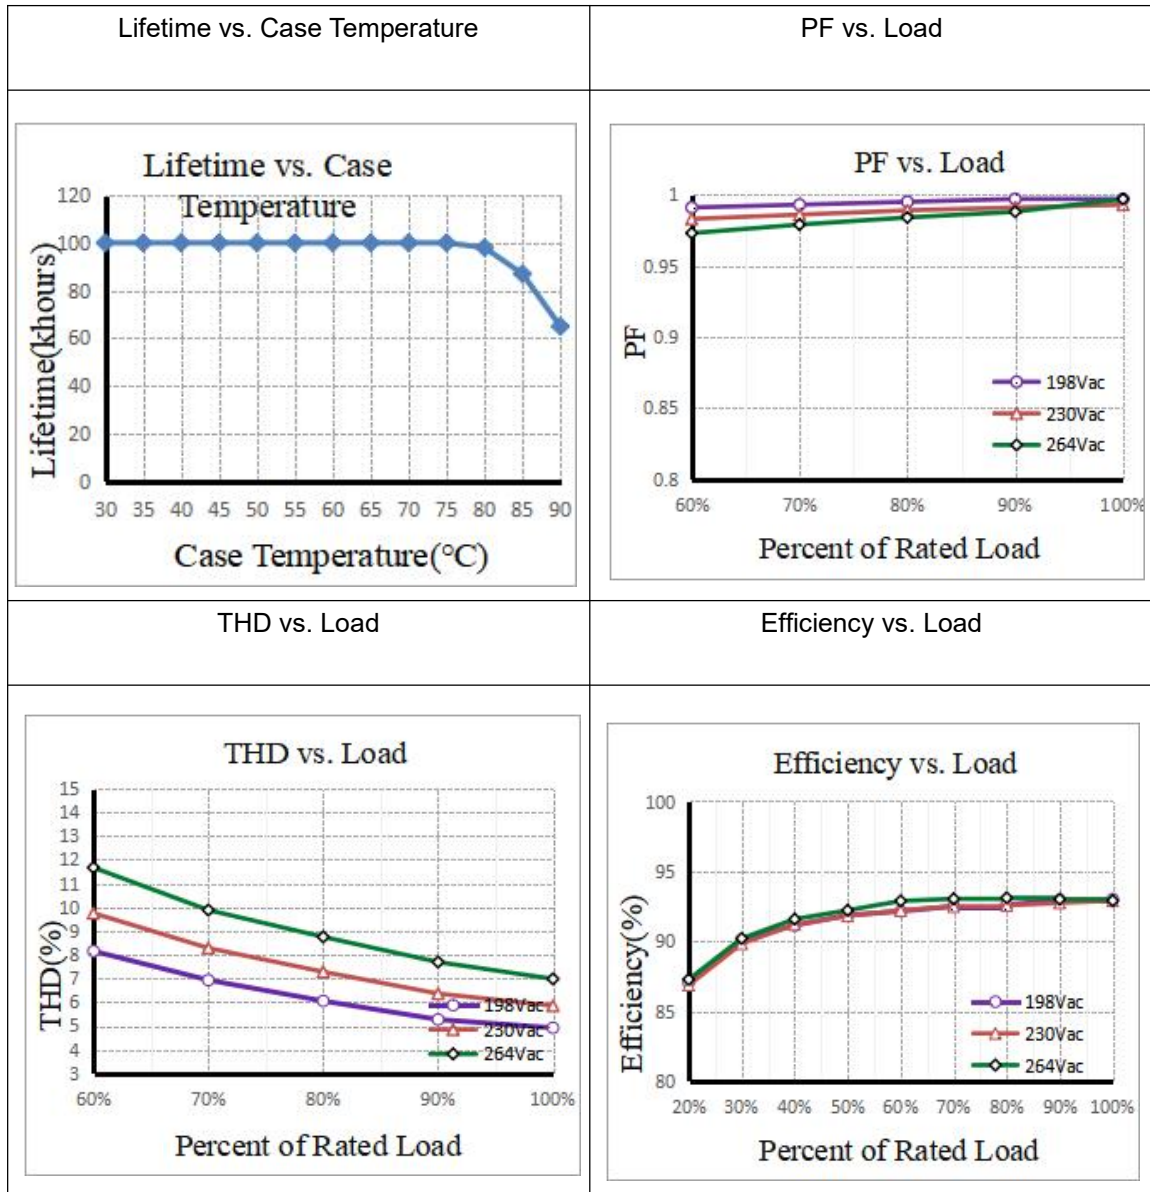 Lifetime vs. Case Temperature
PF vs. Load
Lifetime vs. Case
Temperature
120
100
80
60
40
20
0
Lifetime(khours)
30 35 40 45 50 55 60 65 70 75 80 85 90
Case Temperature(°C)
PF vs. Load
1
0.95
0.9
0.85
0.8
PF
198Vac
230Vac
264Vac
60% 70% 80% 90% 100%
Percent of Rated Load
THD vs. Load
Efficiency vs. Load
THD vs. Load
15
14
13
12
11
10
9
8
7
6
5
4
3
THD(%)
198Vac
230Vac
264Vac
60% 70% 80% 90% 100%
Percent of Rated Load
Efficiency vs. Load
100
95
90
85
80
Efficiency(%)
198Vac
230Vac
264Vac
20% 30% 40% 50% 60% 70% 80% 90% 100%
Percent of Rated Load